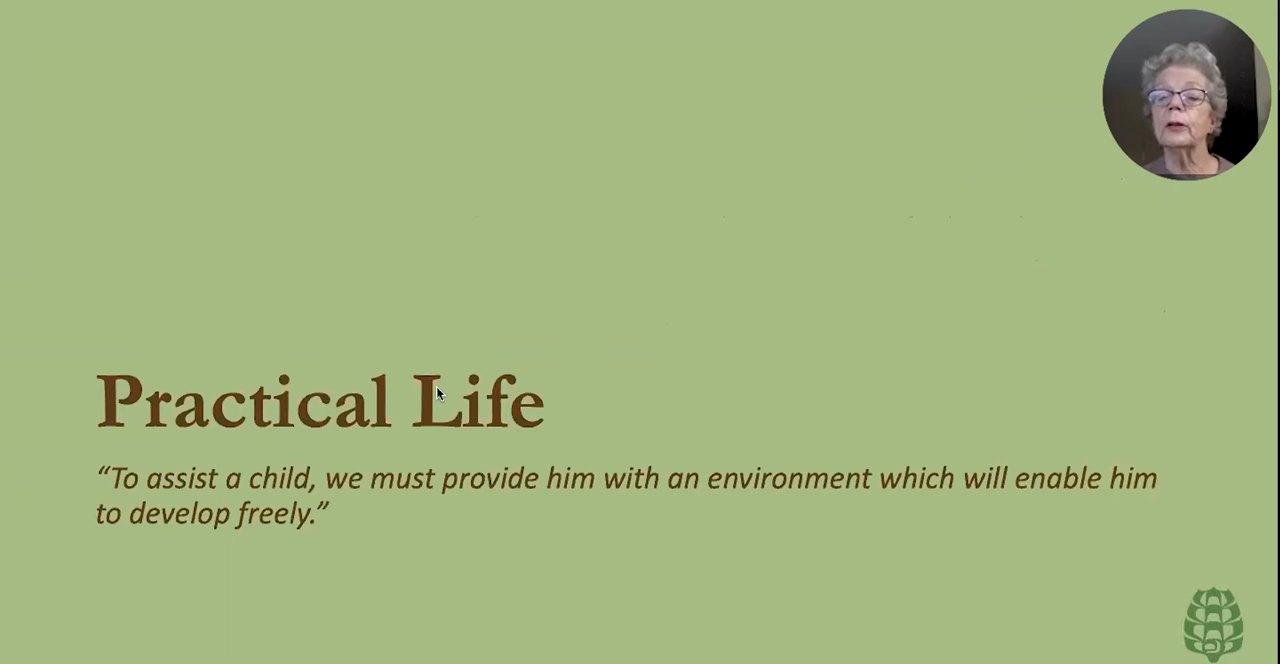 Practical Life
“To assist a child, we must provide him with an environment which will enable him
to develop freely.”